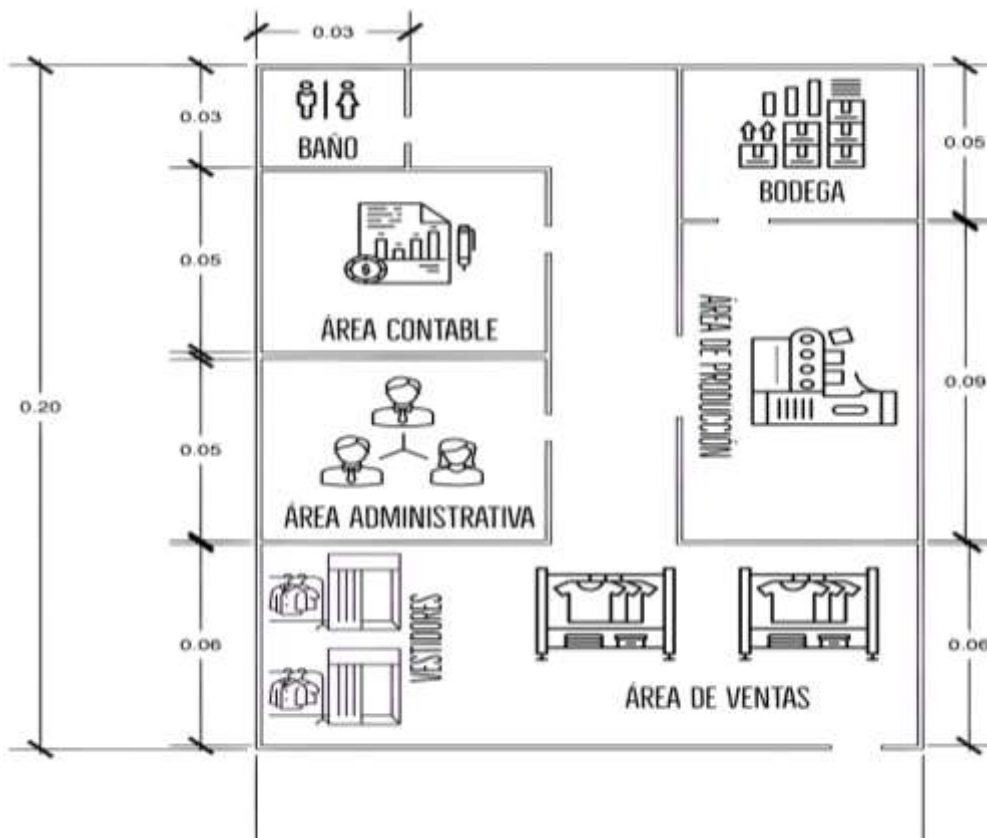 0.03
0.03
BAÑO
0.05
BODEGA
0.05
ÁREA CONTABLE
ÁREA DE PRODUCCIÓN
0.09
0.20
0.05
ÁREA ADMINISTRATIVA
VESTIDORES
0.06
0.06
ÁREA DE VENTAS